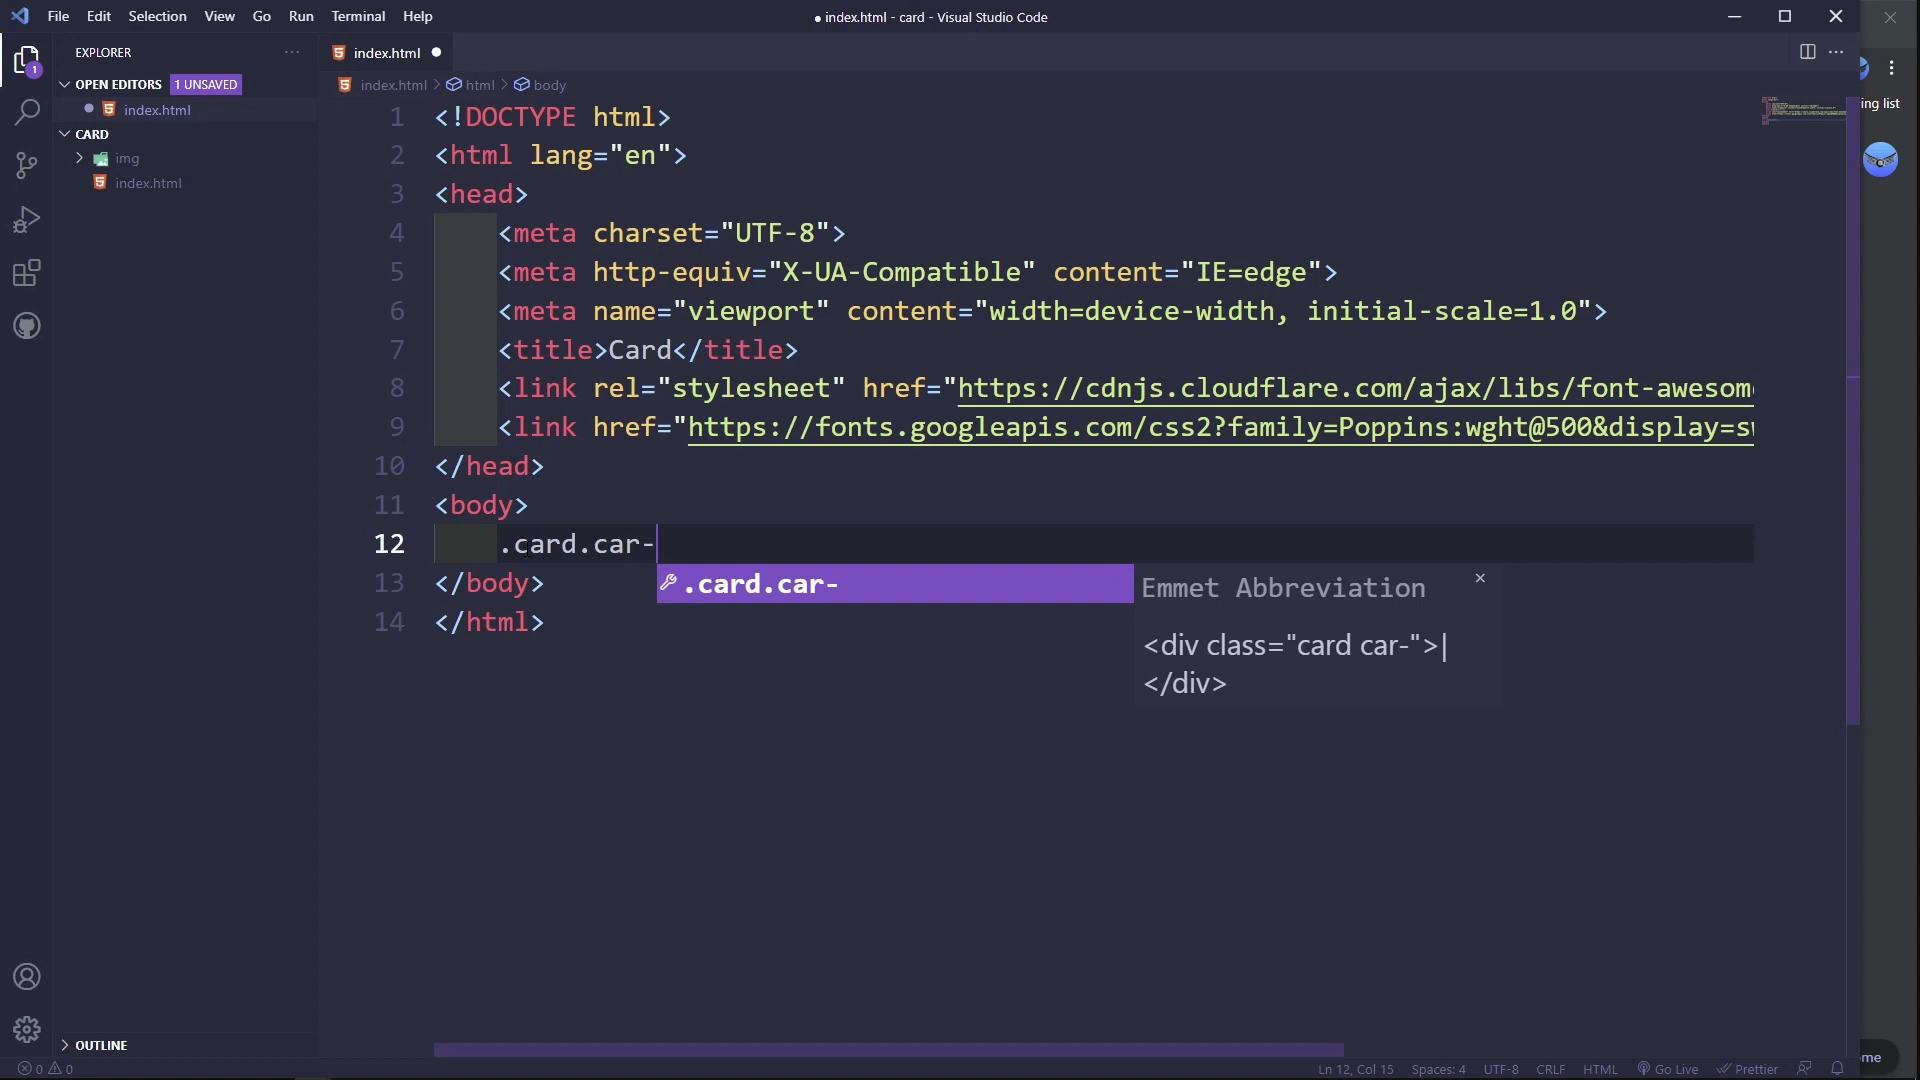 File Edit Selection View Go Run Terminal Help
● index.html - card - Visual Studio Code
EXPLORER
OPEN EDITORS 1 UNSAVED
index.html
CARD
img
index.html
OUTLINE
1
index.html
index.html > html > body
1 <!DOCTYPE html>
2 <html lang="en">
3 <head>
4 <meta charset="UTF-8">
5 <meta http-equiv="X-UA-Compatible" content="IE=edge">
6 <meta name="viewport" content="width=device-width, initial-scale=1.0">
7 <title>Card</title>
8 <link rel="stylesheet" href="https://cdnjs.cloudflare.com/ajax/libs/font-awesom
9 <link href="https://fonts.googleapis.com/css2?family=Poppins:wght@500&display=s
10 </head>
11 <body>
12 .card.car-
13 </body>
14 </html>
.card.car-
Emmet Abbreviation
<div class="card car-">|
</div>
ing list
me
0 0
Ln 12, Col 15 Spaces: 4 UTF-8 CRLF HTML Go Live Prettier